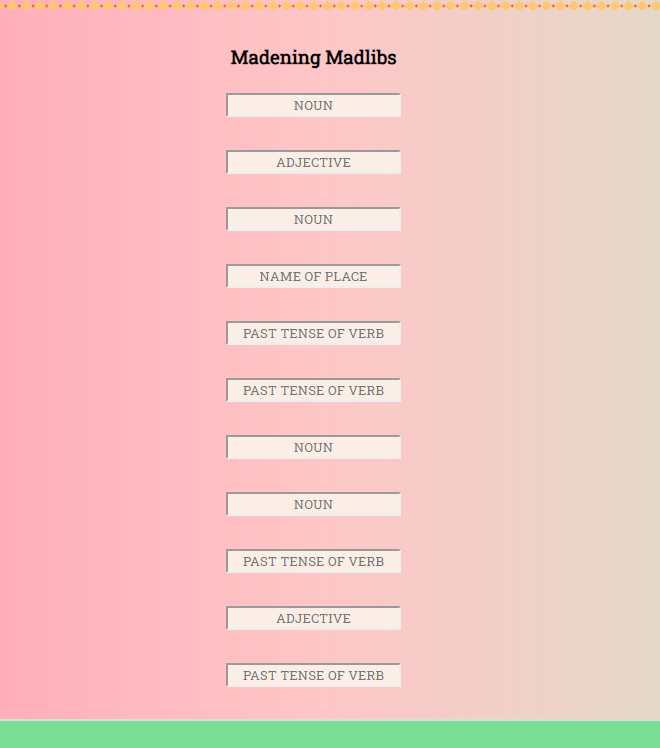 Madening Madlibs
NOUN
ADJECTIVE
NOUN
NAME OF PLACE
PAST TENSE OF VERB
PAST TENSE OF VERB
NOUN
NOUN
PAST TENSE OF VERB
ADJECTIVE
PAST TENSE OF VERB